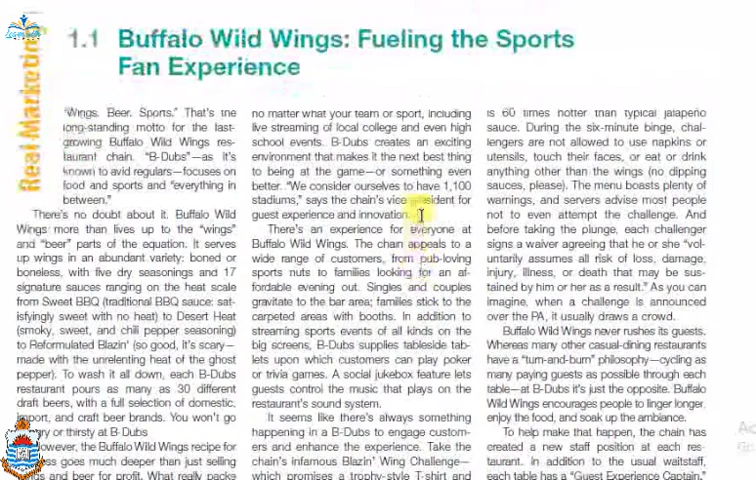 Real Marketin
1.1 Buffalo Wild Wings: Fueling the Sports
Fan Experience
"Wings. Beer. Sports." That's the
long-standing motto for the fast-
growing Buffalo Wild Wings res-
taurant chain. "B-Dubs"—as it's
known to avid regulars—focuses on
food and sports and "everything in
between."
There's no doubt about it. Buffalo Wild
Wings more than lives up to the "wings"
and "beer" parts of the equation. It serves
up wings in an abundant variety: boned or
boneless, with five dry seasonings and 17
signature sauces ranging on the heat scale
from Sweet BBQ (traditional BBQ sauce: sat-
isfyingly sweet with no heat) to Desert Heat
(smoky, sweet, and chili pepper seasoning)
to Reformulated Blazin' (so good, it's scary—
made with the unrelenting heat of the ghost
pepper). To wash it all down, each B-Dubs
restaurant pours as many as 30 different
draft beers, with a full selection of domestic,
import, and craft beer brands. You won't go
or thirsty at B-Dubs
However, the Buffalo Wild Wings recipe for
goes much deeper than just selling
and beer for profit. What really packs
no matter what your team or sport, including
live streaming of local college and even high
school events. B-Dubs creates an exciting
environment that makes it the next best thing
to being at the game—or something even
better. "We consider ourselves to have 1,100
stadiums," says the chain's vice president for
guest experience and innovation.
There's an experience for everyone at
Buffalo Wild Wings. The chain appeals to a
wide range of customers, from pub-loving
sports nuts to families looking for an af-
fordable evening out. Singles and couples
gravitate to the bar area; families stick to the
carpeted areas with booths. In addition to
streaming sports events of all kinds on the
big screens, B-Dubs supplies tableside tab-
lets upon which customers can play poker
or trivia games. A social jukebox feature lets
guests control the music that plays on the
restaurant's sound system.
It seems like there's always something
happening in a B-Dubs to engage custom-
ers and enhance the experience. Take the
chain's infamous Blazin' Wing Challenge—
which promises a trophy-style T-shirt and
is 60 times hotter than typical jalapeño
sauce. During the six-minute binge, chal-
lengers are not allowed to use napkins or
utensils, touch their faces, or eat or drink
anything other than the wings (no dipping
sauces, please). The menu boasts plenty of
warnings, and servers advise most people
not to even attempt the challenge. And
before taking the plunge, each challenger
signs a waiver agreeing that he or she "vol-
untarily assumes all risk of loss, damage,
injury, illness, or death that may be sus-
tained by him or her as a result." As you can
imagine, when a challenge is announced
over the PA, it usually draws a crowd.
Buffalo Wild Wings never rushes its guests.
Whereas many other casual-dining restaurants
have a "turn-and-burn" philosophy—cycling as
many paying guests as possible through each
table—at B-Dubs it's just the opposite. Buffalo
Wild Wings encourages people to linger longer,
enjoy the food, and soak up the ambiance.
To help make that happen, the chain has
created a new staff position at each res-
taurant. In addition to the usual waitstaff,
each table has a "Guest Experience Captain."